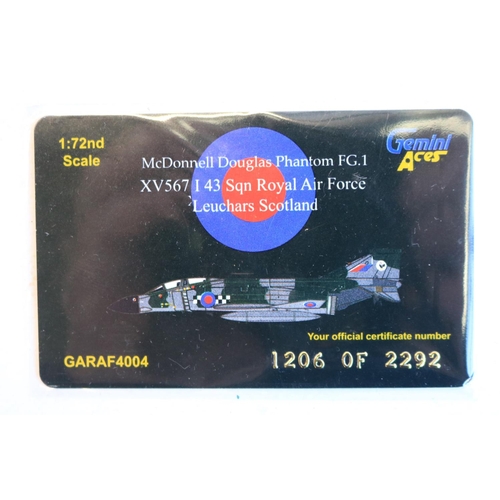 1:72nd
Scale
Gemini
Aces
McDonnell Douglas Phantom FG.1
XV567 I 43 Sqn Royal Air Force
Leuchars Scotland
Your official certificate number
GARAF4004
1206 OF 2292